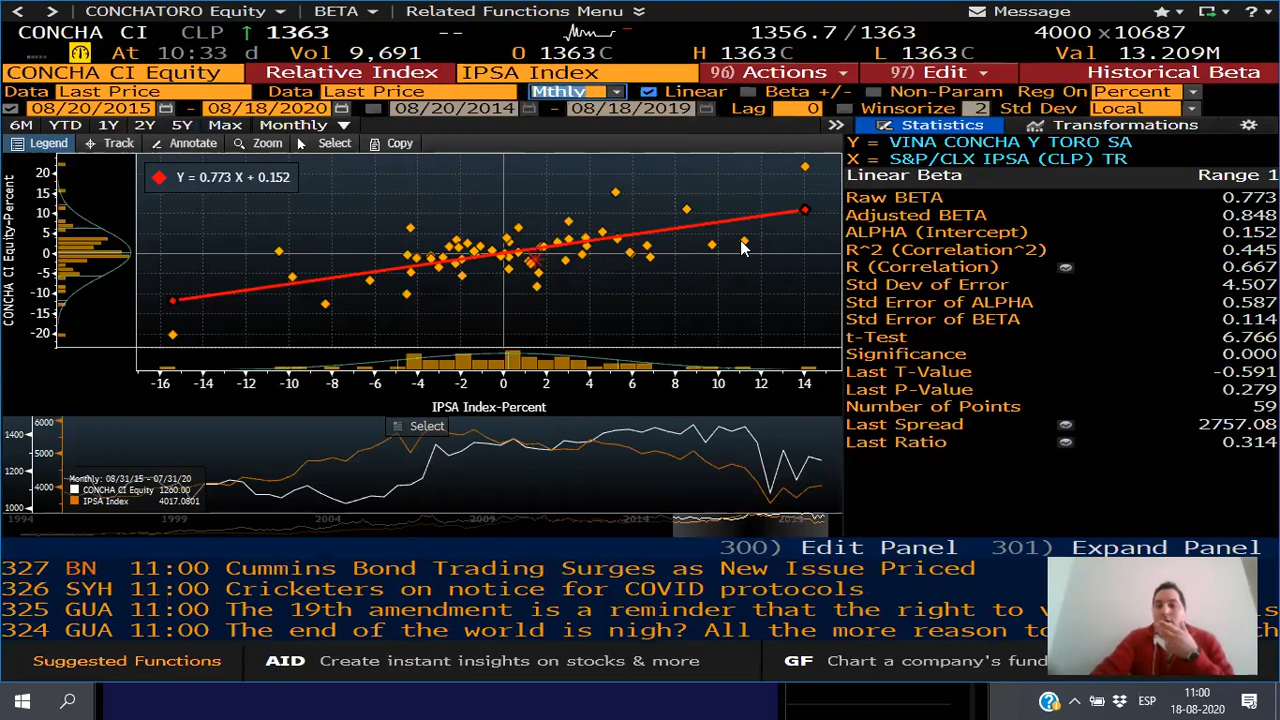 CONCHATORO Equity BETA Related Functions Menu Message
CONCHA CI CLP ↑ 1363 -- 1356.7 /1363 4000 x 10687
At 10:33 d Vol 9,691 O 1363C H 1363C L 1363C Val 13.209M
CONCHA CI Equity Relative Index IPSA Index 96) Actions 97) Edit Historical Beta
Data Last Price Data Last Price Mthly Linear Beta +/- Non-Param Reg On Percent
08/20/2015 - 08/18/2020 08/20/2014 - 08/18/2019 Lag 0 Winsorize 2 Std Dev Local
6M YTD 1Y 2Y 5Y Max Monthly ▼ Statistics Transformations
Legend Track Annotate Zoom Select Copy
Y = VINA CONCHA Y TORO SA
X = S&P/CLX IPSA (CLP) TR
Linear Beta Range 1
Raw BETA 0.773
Adjusted BETA 0.848
ALPHA (Intercept) 0.152
R^2 (Correlation^2) 0.445
R (Correlation) 0.667
Std Dev of Error 4.507
Std Error of ALPHA 0.587
Std Error of BETA 0.114
t-Test 6.766
Significance 0.000
Last T-Value -0.591
Last P-Value 0.279
Number of Points 59
Last Spread 2757.08
Last Ratio 0.314
Y = 0.773 X + 0.152
CONCHA CI Equity-Percent
20
15
10
5
0
-5
-10
-15
-20
-16 -14 -12 -10 -8 -6 -4 -2 0 2 4 6 8 10 12 14
IPSA Index-Percent
Select
1400
1200
1000
6000
5000
4000
Monthly: 08/31/15 - 07/31/20
CONCHA CI Equity 1260.00
IPSA Index 4017.0801
1994 1999 2004 2009 2014
300) Edit Panel 301) Expand Panel
327 BN 11:00 Cummins Bond Trading Surges as New Issue Priced
326 SYH 11:00 Cricketers on notice for COVID protocols
325 GUA 11:00 The 19th amendment is a reminder that the right to
324 GUA 11:00 The end of the world is nigh? All the more reason
Suggested Functions AID Create instant insights on stocks & more GF Chart a company's
ESP 11:00
18-08-2020